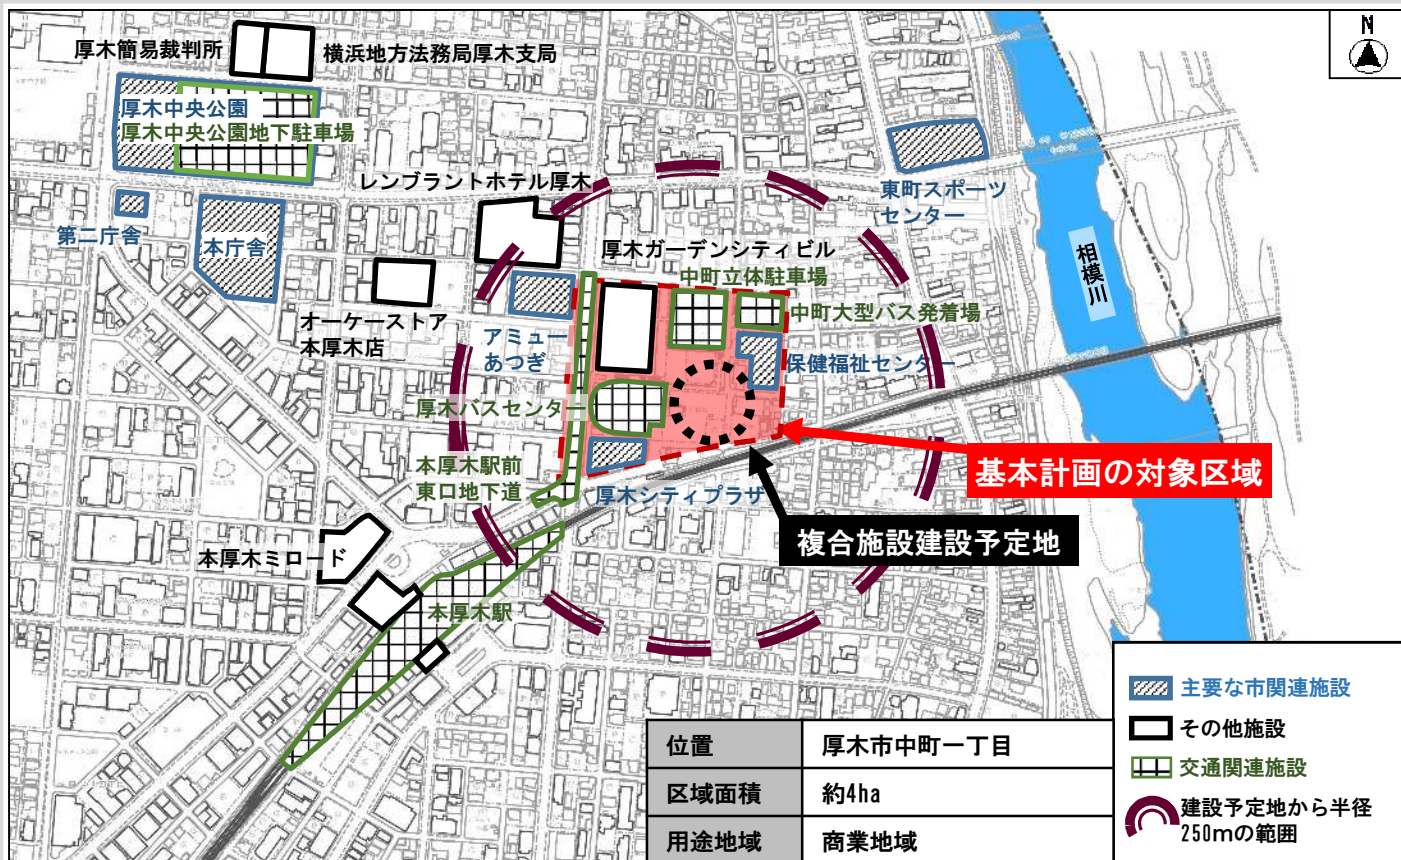 N
厚木簡易裁判所
横浜地方法務局厚木支局
厚木中央公園
厚木中央公園地下駐車場
レンブラントホテル厚木
東町スポーツ
センター
第二庁舎
本庁舎
相模川
厚木ガーデンシティビル
中町立体駐車場
中町大型バス発着場
オーケーストア
本厚木店
アミュー
あつぎ
保健福祉センター
厚木バスセンター
本厚木駅前
東口地下道
基本計画の対象区域
厚木シティプラザ
複合施設建設予定地
本厚木ミロード
本厚木駅
主要な市関連施設
その他施設
交通関連施設
建設予定地から半径
250mの範囲
位置 厚木市中町一丁目
区域面積 約4ha
用途地域 商業地域